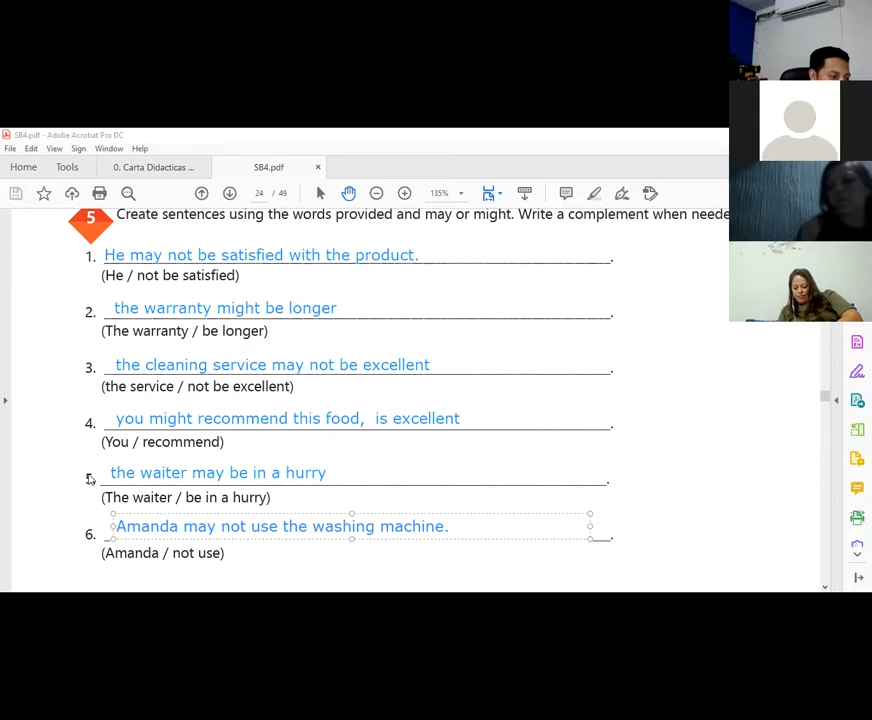 SB4.pdf - Adobe Acrobat Pro DC
File Edit View Sign Window Help
Home Tools 0. Carta Didacticas ... SB4.pdf ×
24 / 49 135%
5 Create sentences using the words provided and may or might. Write a complement when neede
1. He may not be satisfied with the product. .
(He / not be satisfied)
2. the warranty might be longer .
(The warranty / be longer)
3. the cleaning service may not be excellent .
(the service / not be excellent)
4. you might recommend this food, is excellent .
(You / recommend)
5. the waiter may be in a hurry .
(The waiter / be in a hurry)
6. Amanda may not use the washing machine. .
(Amanda / not use)